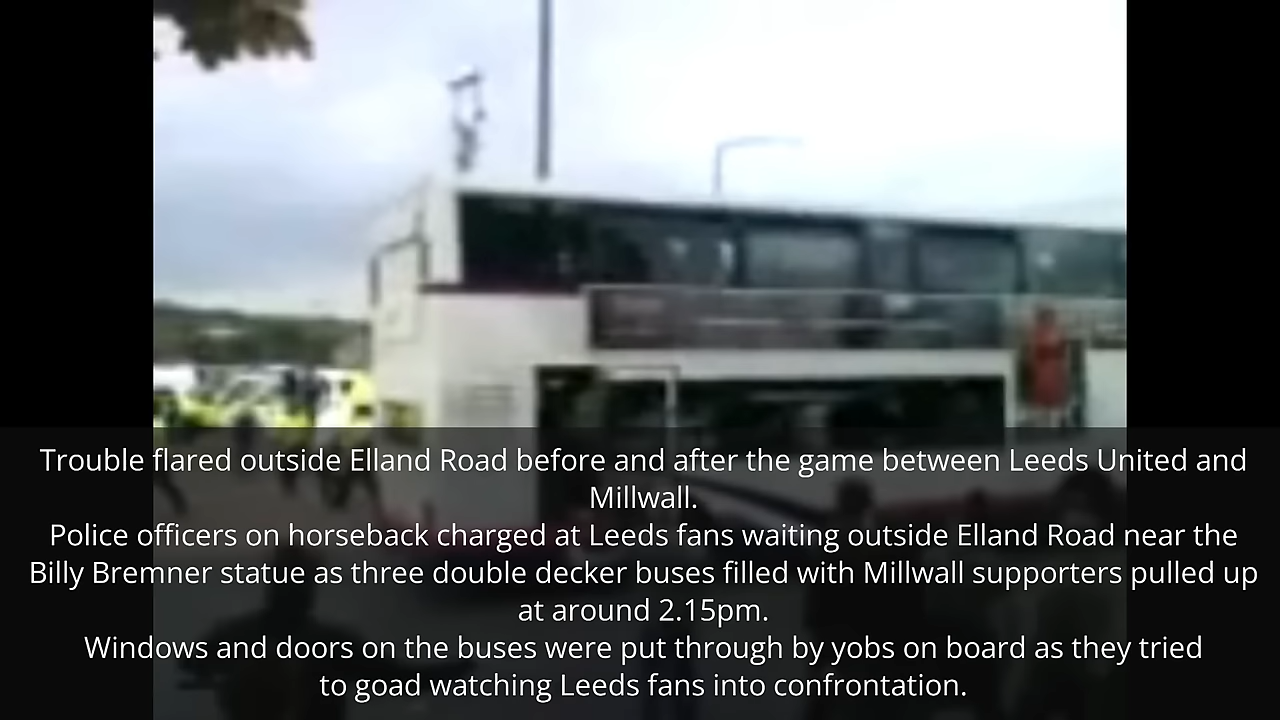 Trouble flared outside Elland Road before and after the game between Leeds United and
Millwall.
Police officers on horseback charged at Leeds fans waiting outside Elland Road near the
Billy Bremner statue as three double decker buses filled with Millwall supporters pulled up
at around 2.15pm.
Windows and doors on the buses were put through by yobs on board as they tried
to goad watching Leeds fans into confrontation.